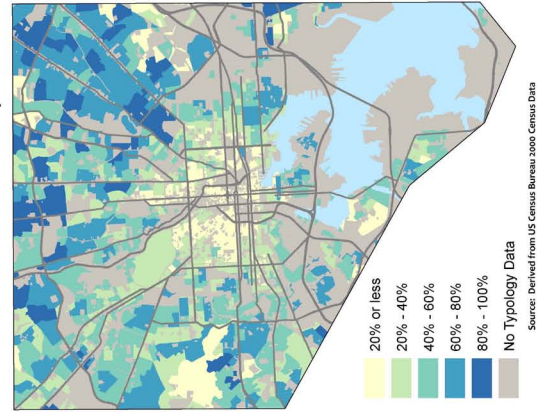 20% or less
20% - 40%
40% - 60%
60% - 80%
80% - 100%
No Typology Data
Source: Derived from US Census Bureau 2000 Census Data